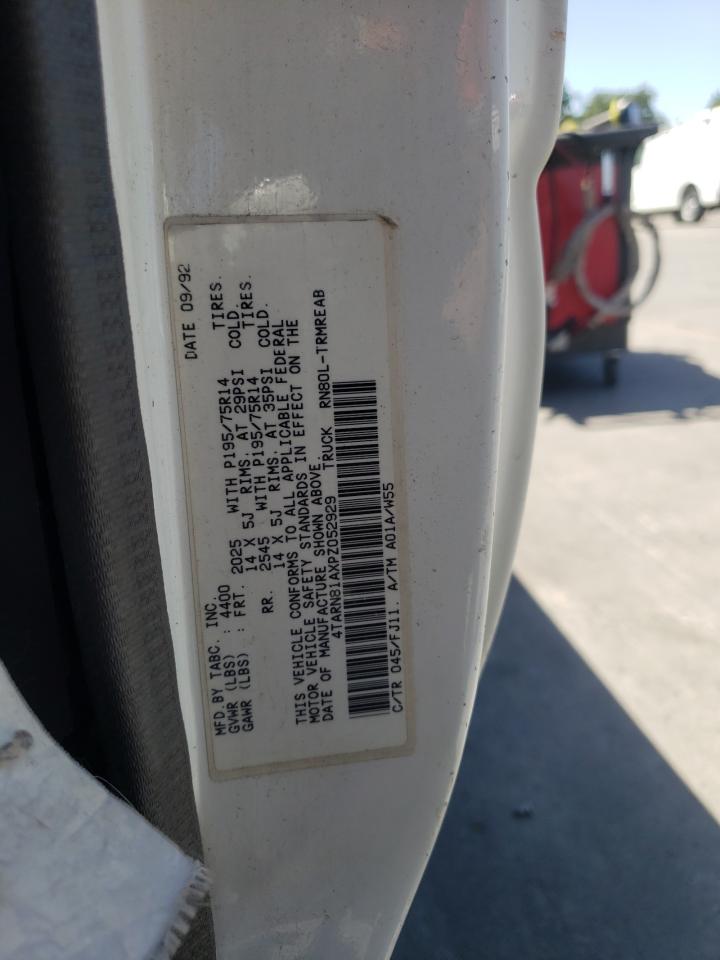 DATE 09/92
MFD.BY TABC, INC.
GVWR (LBS) : 4400
GAWR (LBS) : FRT. 2025 WITH P195/75R14 TIRES.
14 X 5J RIMS, AT 29PSI COLD.
RR. 2545 WITH P195/75R14 TIRES.
14 X 5J RIMS, AT 35PSI COLD.
THIS VEHICLE CONFORMS TO ALL APPLICABLE FEDERAL
MOTOR VEHICLE SAFETY STANDARDS IN EFFECT ON THE
DATE OF MANUFACTURE SHOWN ABOVE.
4TARN81AXPZ052929 TRUCK RN80L-TRMREAB
C/TR 045/FJ11. A/TM A01A/W55